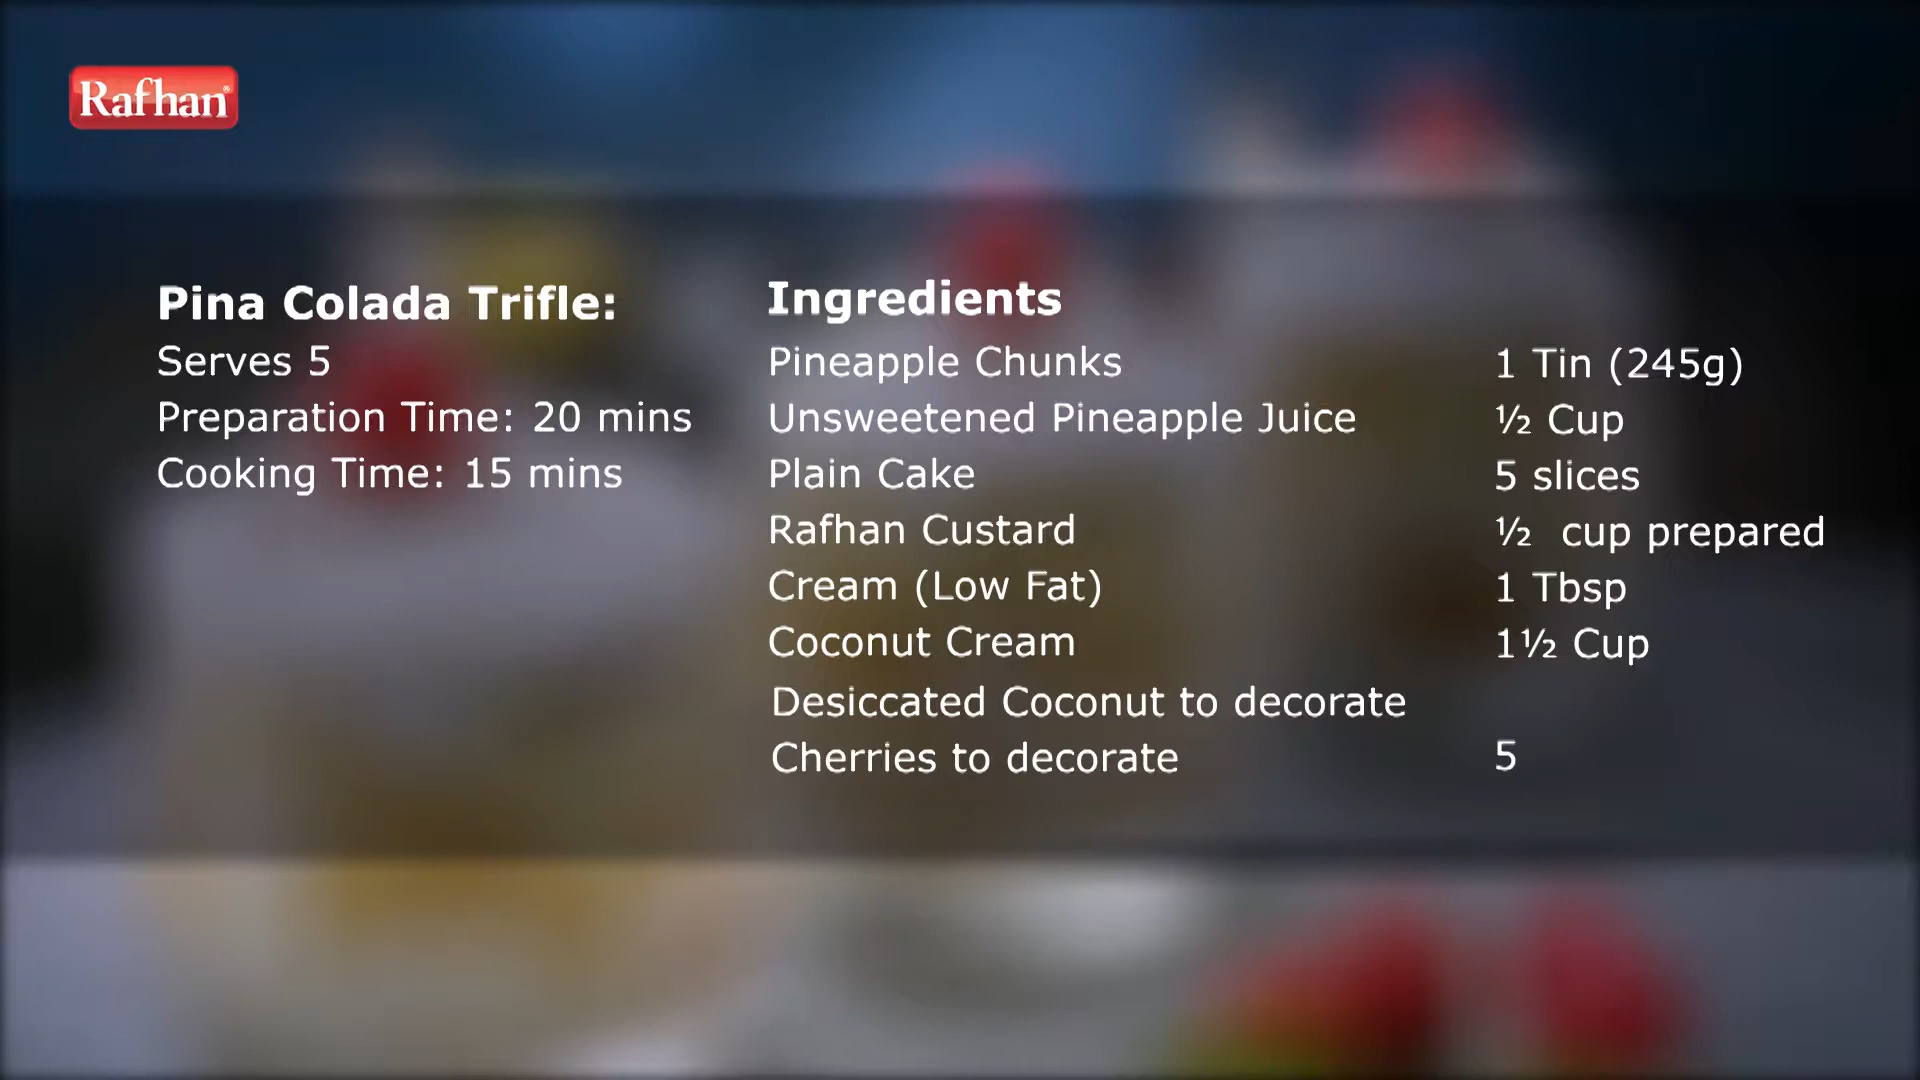 Rafhan®
Pina Colada Trifle:
Serves 5
Preparation Time: 20 mins
Cooking Time: 15 mins
Ingredients
Pineapple Chunks 1 Tin (245g)
Unsweetened Pineapple Juice ½ Cup
Plain Cake 5 slices
Rafhan Custard ½ cup prepared
Cream (Low Fat) 1 Tbsp
Coconut Cream 1½ Cup
Desiccated Coconut to decorate
Cherries to decorate 5